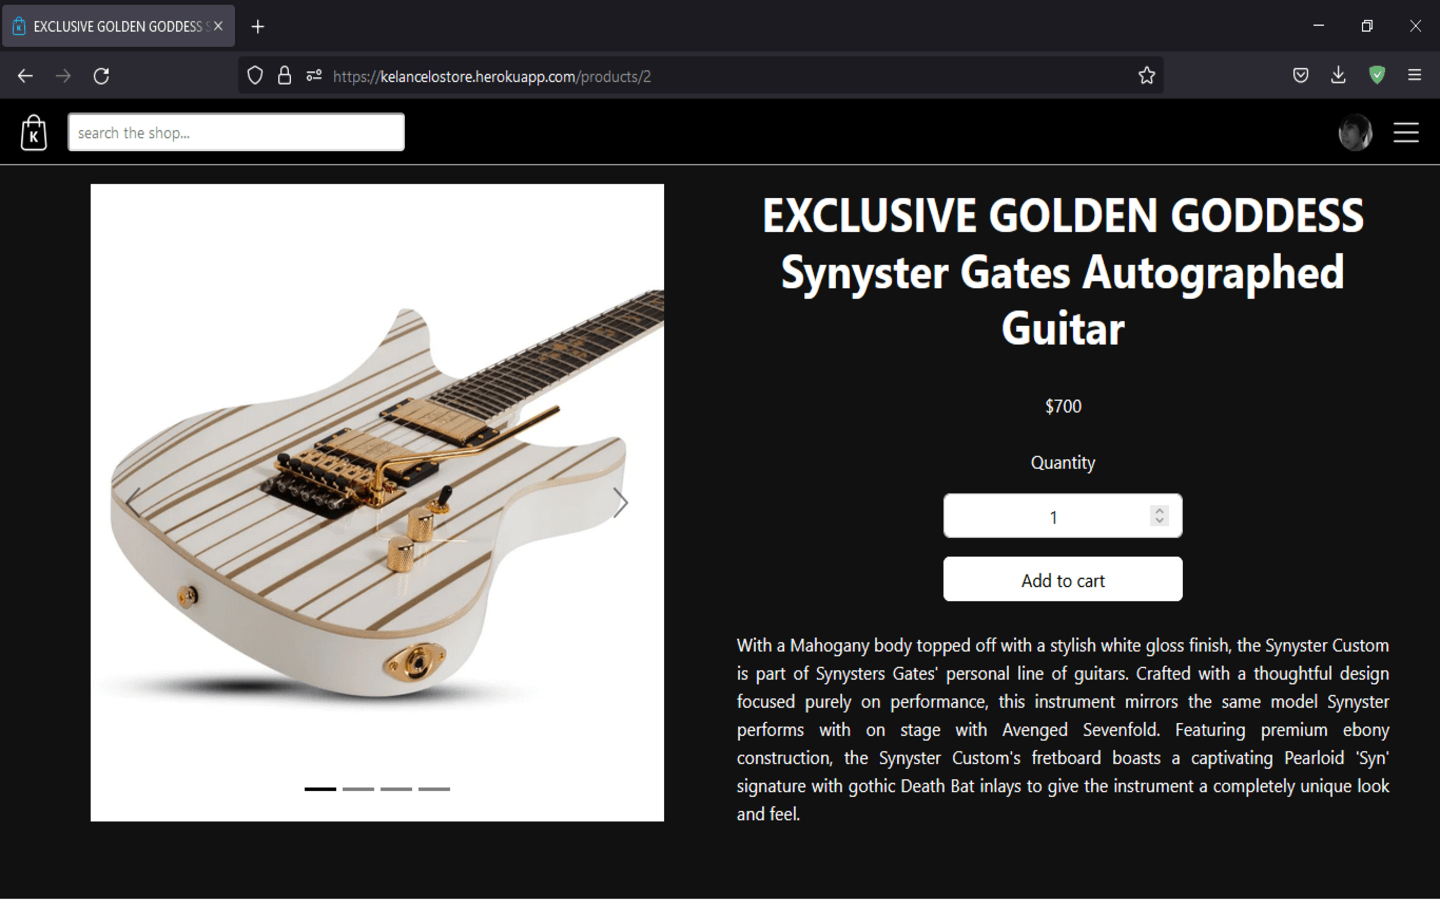 EXCLUSIVE GOLDEN GODDESS S
https://kelancelostore.herokuapp.com/products/2
K
search the shop...
EXCLUSIVE GOLDEN GODDESS
Synyster Gates Autographed
Guitar
$700
Quantity
1
Add to cart
With a Mahogany body topped off with a stylish white gloss finish, the Synyster Custom
is part of Synysters Gates' personal line of guitars. Crafted with a thoughtful design
focused purely on performance, this instrument mirrors the same model Synyster
performs with on stage with Avenged Sevenfold. Featuring premium ebony
construction, the Synyster Custom's fretboard boasts a captivating Pearloid 'Syn'
signature with gothic Death Bat inlays to give the instrument a completely unique look
and feel.